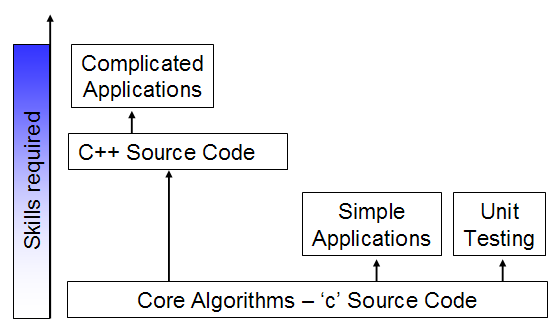 Skills required
Complicated
Applications
C++ Source Code
Simple
Applications
Unit
Testing
Core Algorithms – ‘c’ Source Code